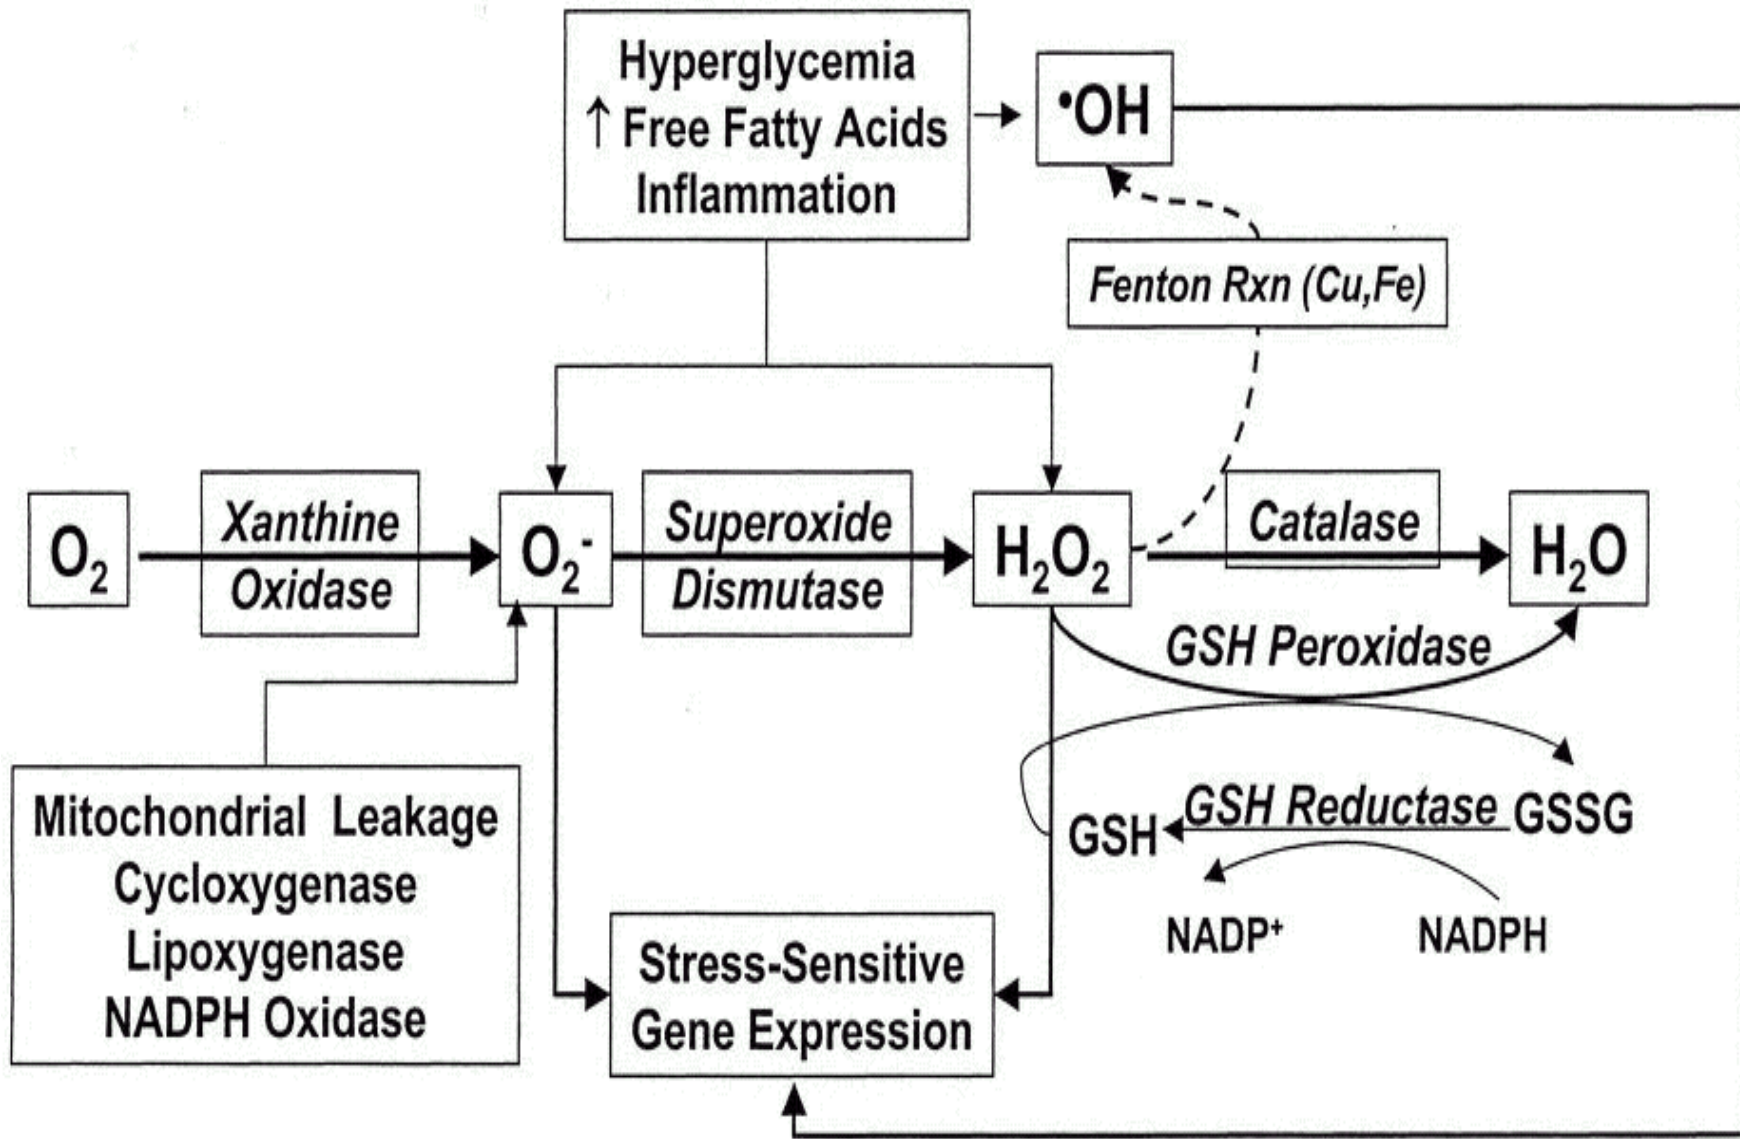 Hyperglycemia
↑ Free Fatty Acids
Inflammation
•OH
Fenton Rxn (Cu,Fe)
O₂
Xanthine
Oxidase
O₂⁻
Superoxide
Dismutase
H₂O₂
Catalase
H₂O
GSH Peroxidase
Mitochondrial Leakage
Cycloxygenase
Lipoxygenase
NADPH Oxidase
GSH
GSH Reductase
GSSG
NADP⁺
NADPH
Stress-Sensitive
Gene Expression